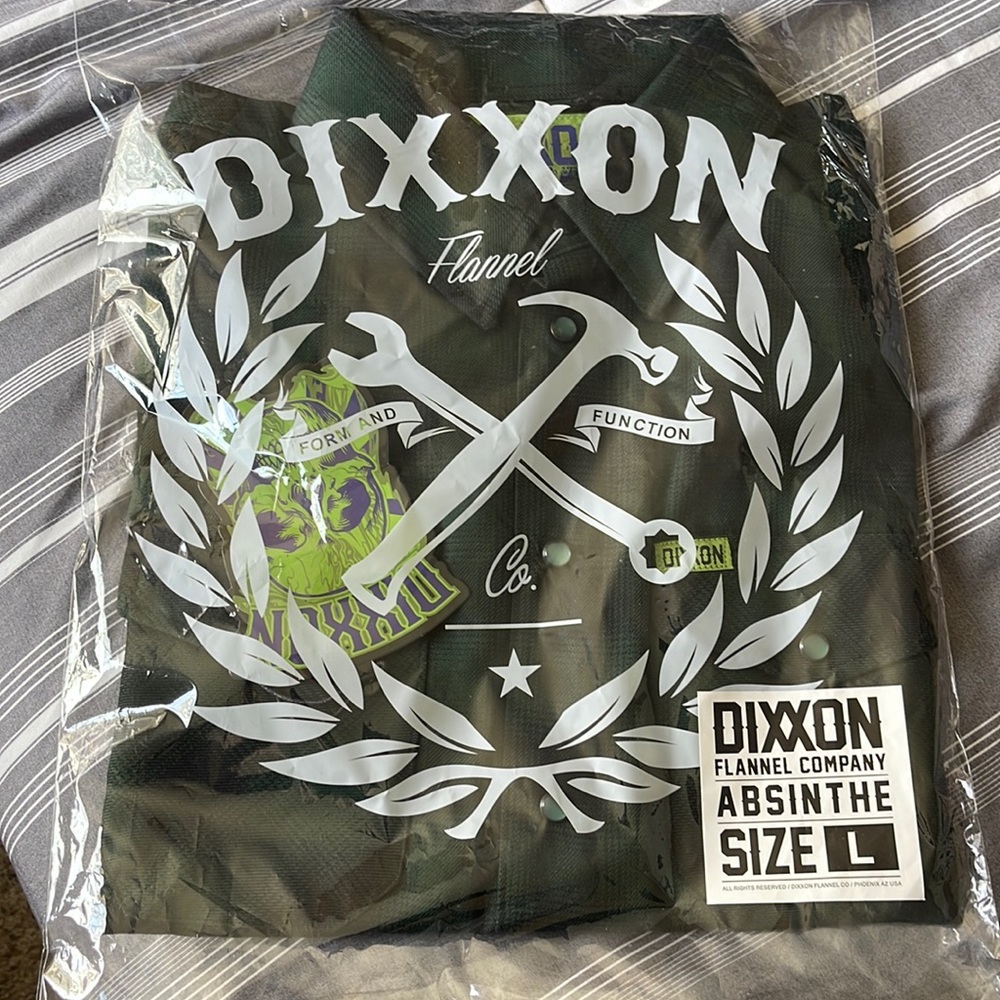 DIXXON
Flannel
FORM AND
FUNCTION
DIXXON
Co.
DIXXON
DIXXON
FLANNEL COMPANY
ABSINTHE
SIZE L
ALL RIGHTS RESERVED / DIXXON FLANNEL CO / PHOENIX AZ USA